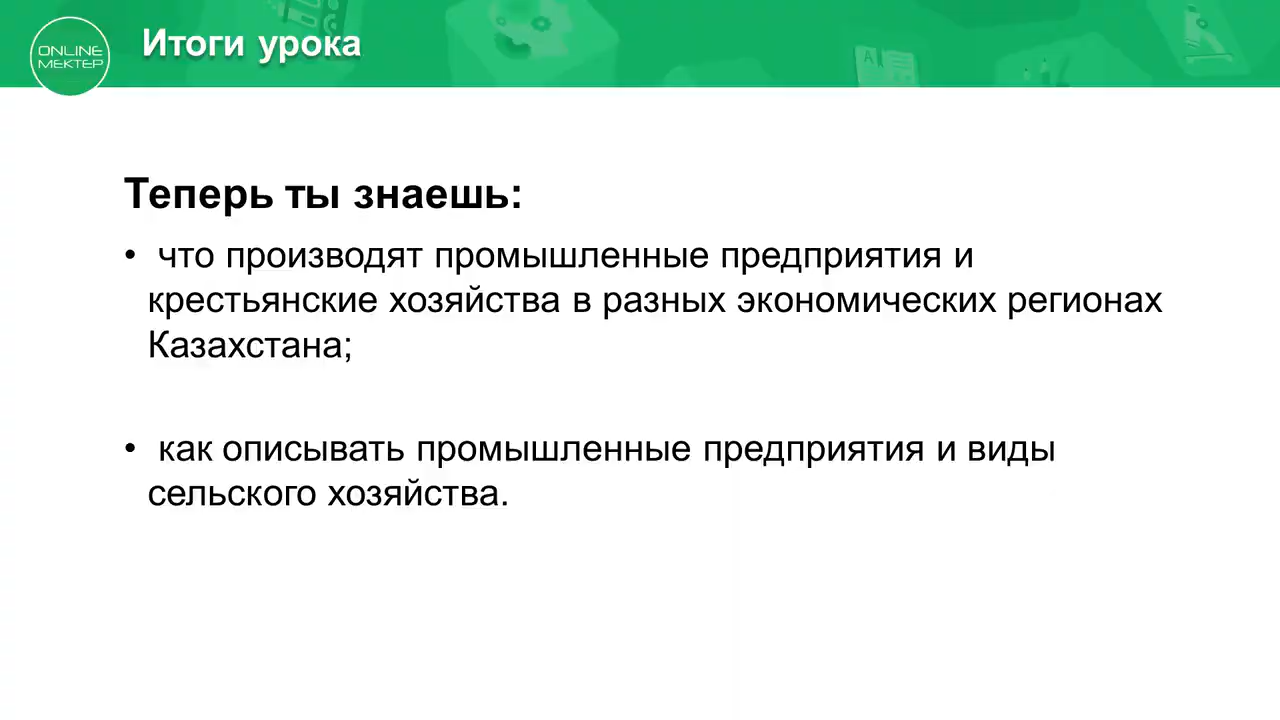 ONLINE
МЕКТЕР
Итоги урока
Теперь ты знаешь:
• что производят промышленные предприятия и
крестьянские хозяйства в разных экономических регионах
Казахстана;
• как описывать промышленные предприятия и виды
сельского хозяйства.